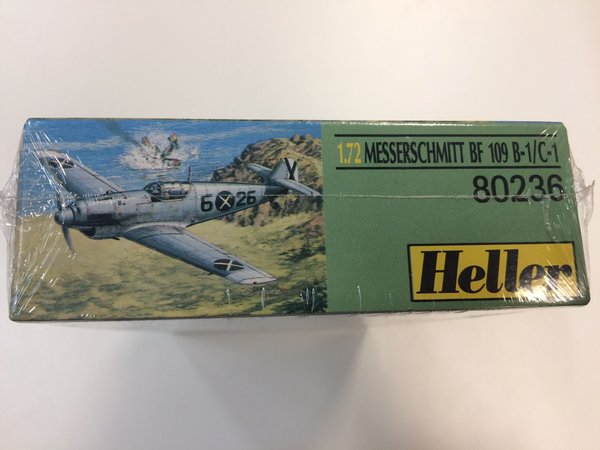 1.72 MESSERSCHMITT BF 109 B-1/C-1
80236
Heller
6 26